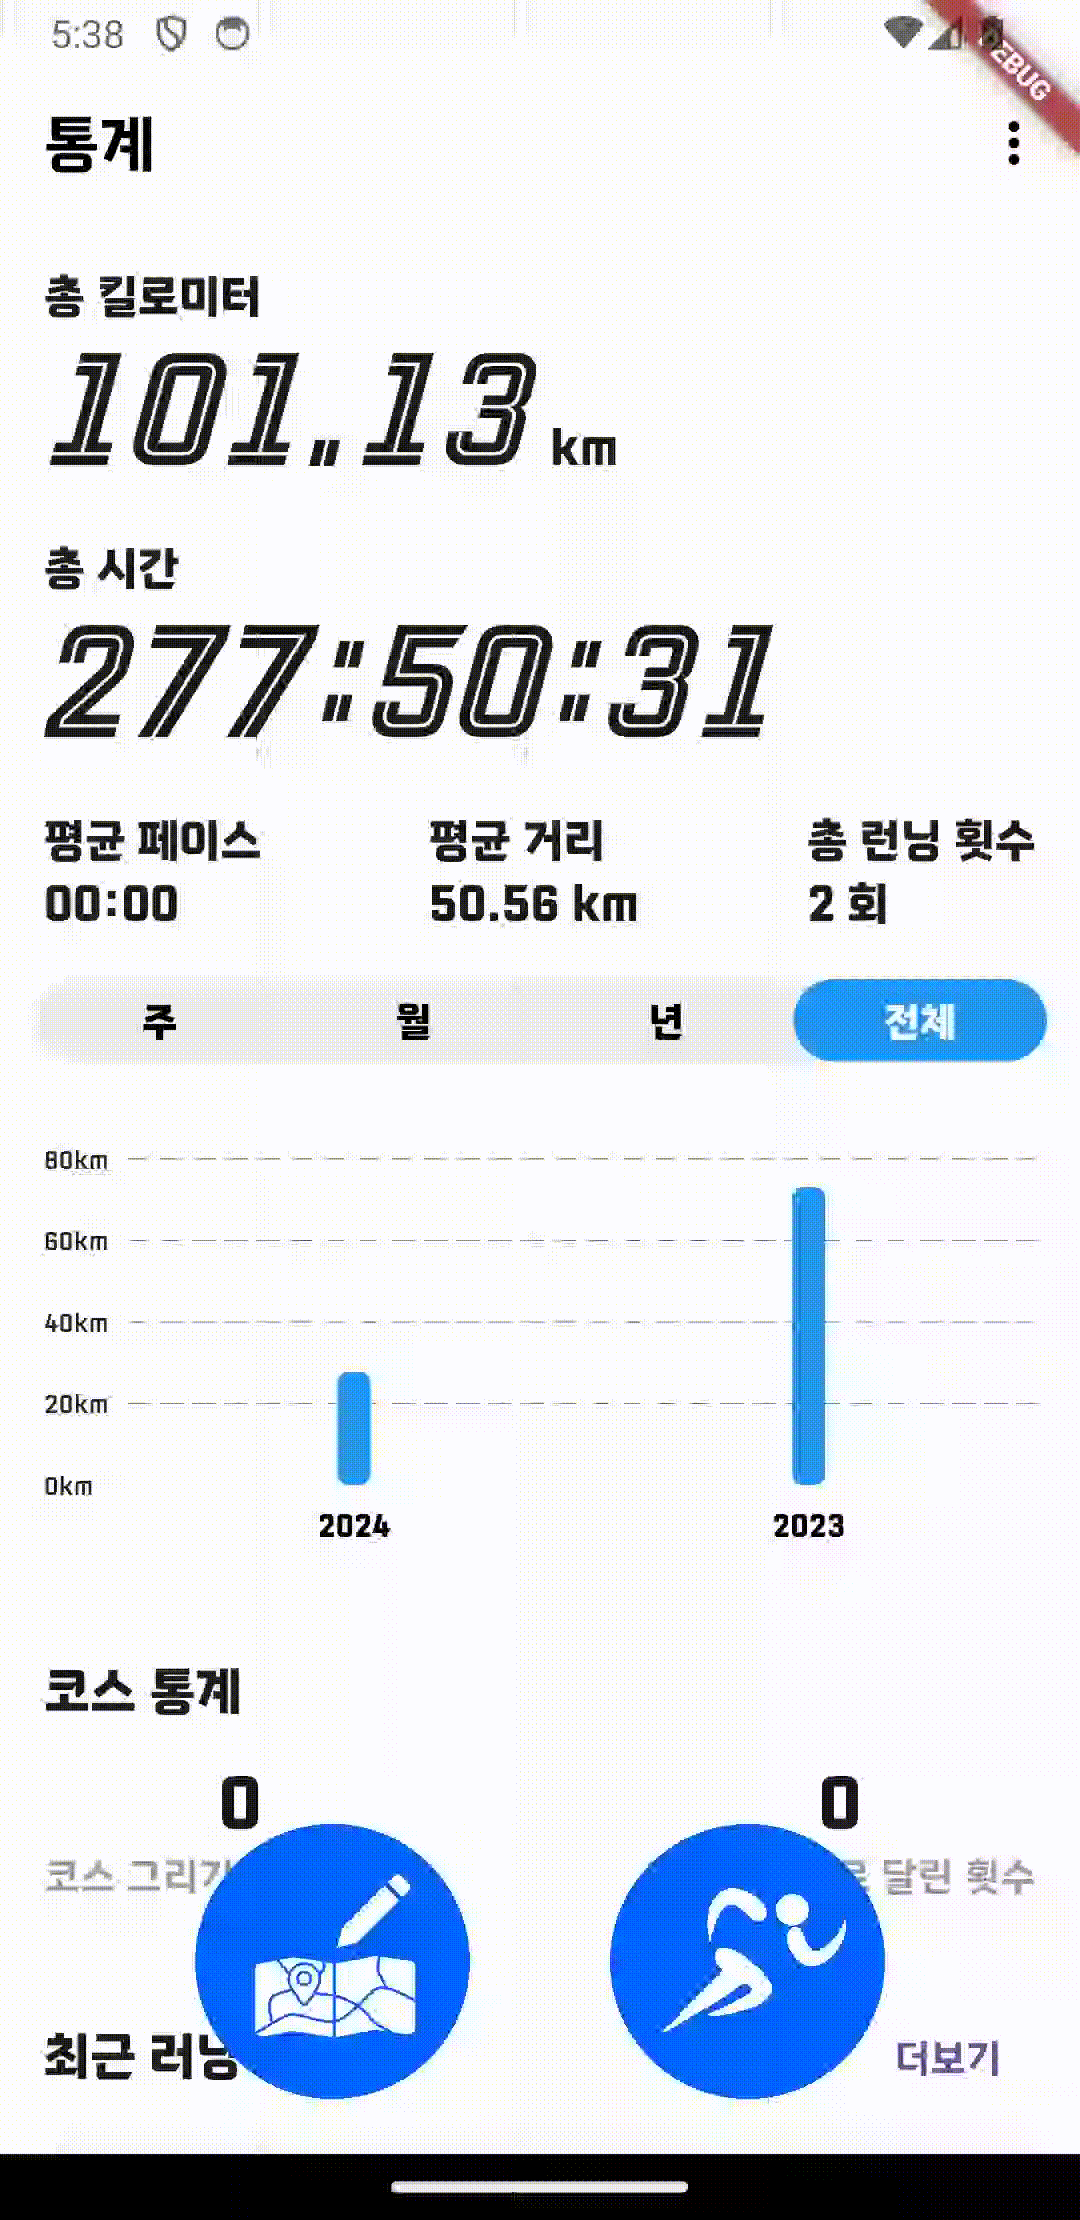 5:38
DEBUG
통계
총 킬로미터
101.13 km
총 시간
277:50:31
평균 페이스 평균 거리 총 런닝 횟수
00:00 50.56 km 2 회
주 월 년 전체
80km
60km
40km
20km
0km
2024 2023
코스 통계
0 0
코스 그리기 달린 횟수
최근 러닝 더보기